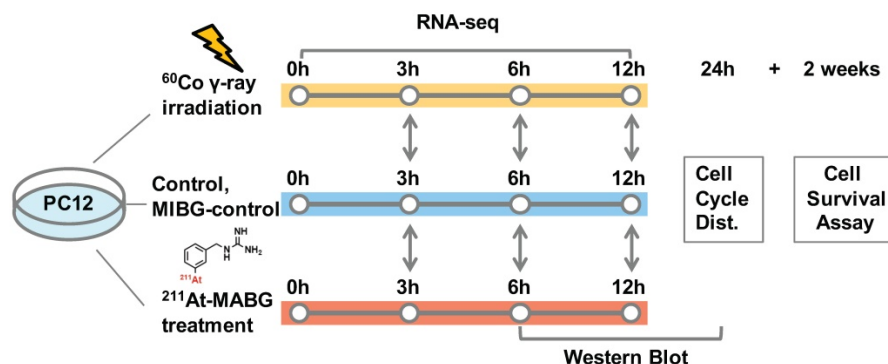 RNA-seq
0h 3h 6h 12h 24h + 2 weeks
⁶⁰Co γ-ray
irradiation
PC12
Control,
MIBG-control
0h 3h 6h 12h
Cell
Cycle
Dist.
Cell
Survival
Assay
NH
N
H
NH₂
²¹¹At
²¹¹At-MABG
treatment
0h 3h 6h 12h
Western Blot